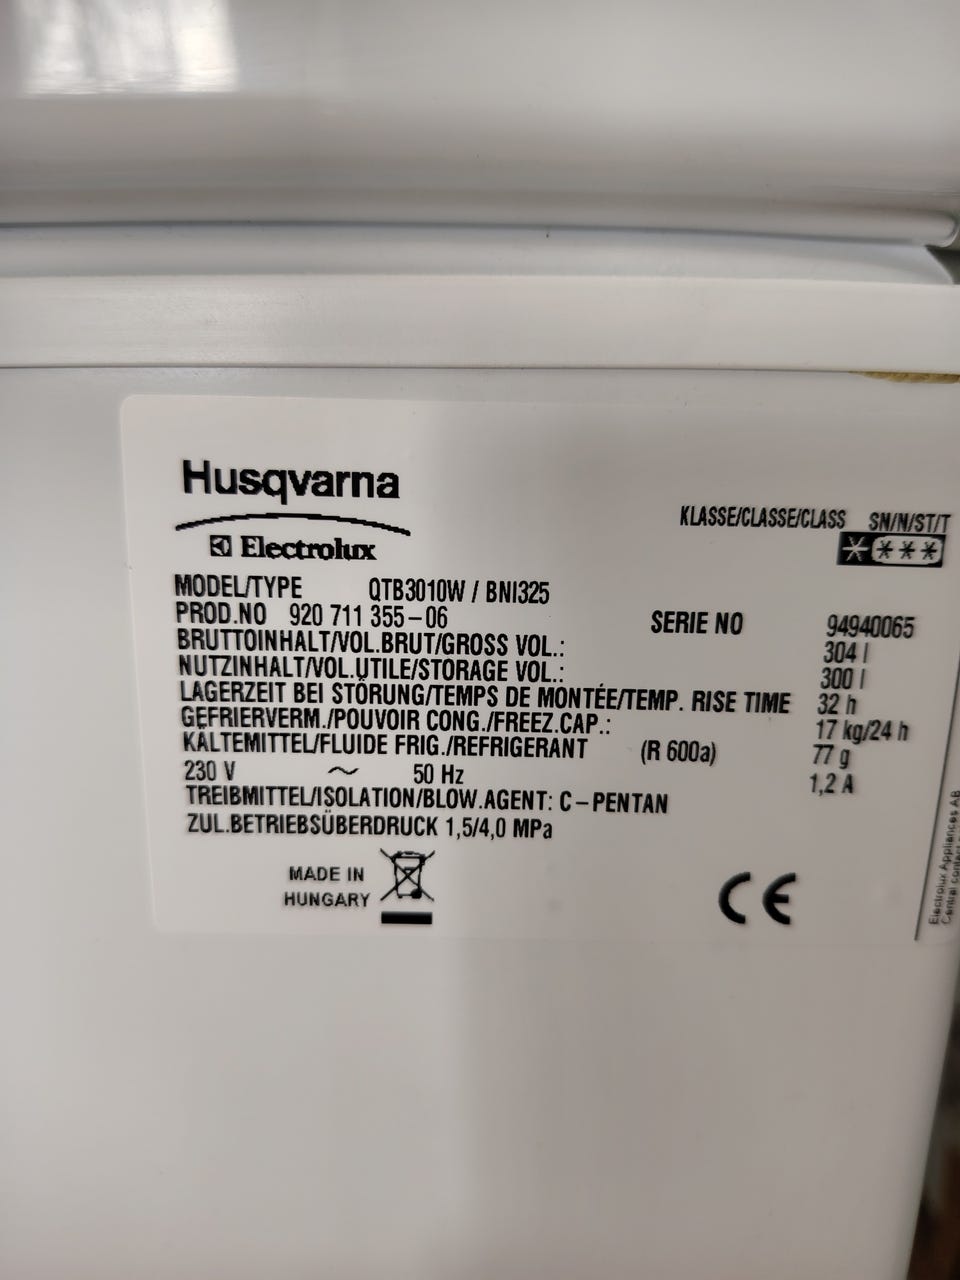 Husqvarna
Electrolux
KLASSE/CLASSE/CLASS SN/N/ST/T
MODEL/TYPE QTB3010W / BNI325
PROD.NO 920 711 355-06 SERIE NO 94940065
BRUTTOINHALT/VOL.BRUT/GROSS VOL.: 304 l
NUTZINHALT/VOL.UTILE/STORAGE VOL.: 300 l
LAGERZEIT BEI STÖRUNG/TEMPS DE MONTÉE/TEMP. RISE TIME 32 h
GEFRIERVERM./POUVOIR CONG./FREEZ.CAP.: 17 kg/24 h
KÄLTEMITTEL/FLUIDE FRIG./REFRIGERANT (R 600a) 77 g
230 V ~ 50 Hz 1,2 A
TREIBMITTEL/ISOLATION/BLOW.AGENT: C-PENTAN
ZUL.BETRIEBSÜBERDRUCK 1,5/4,0 MPa
MADE IN
HUNGARY
CE
Electrolux Appliances AB